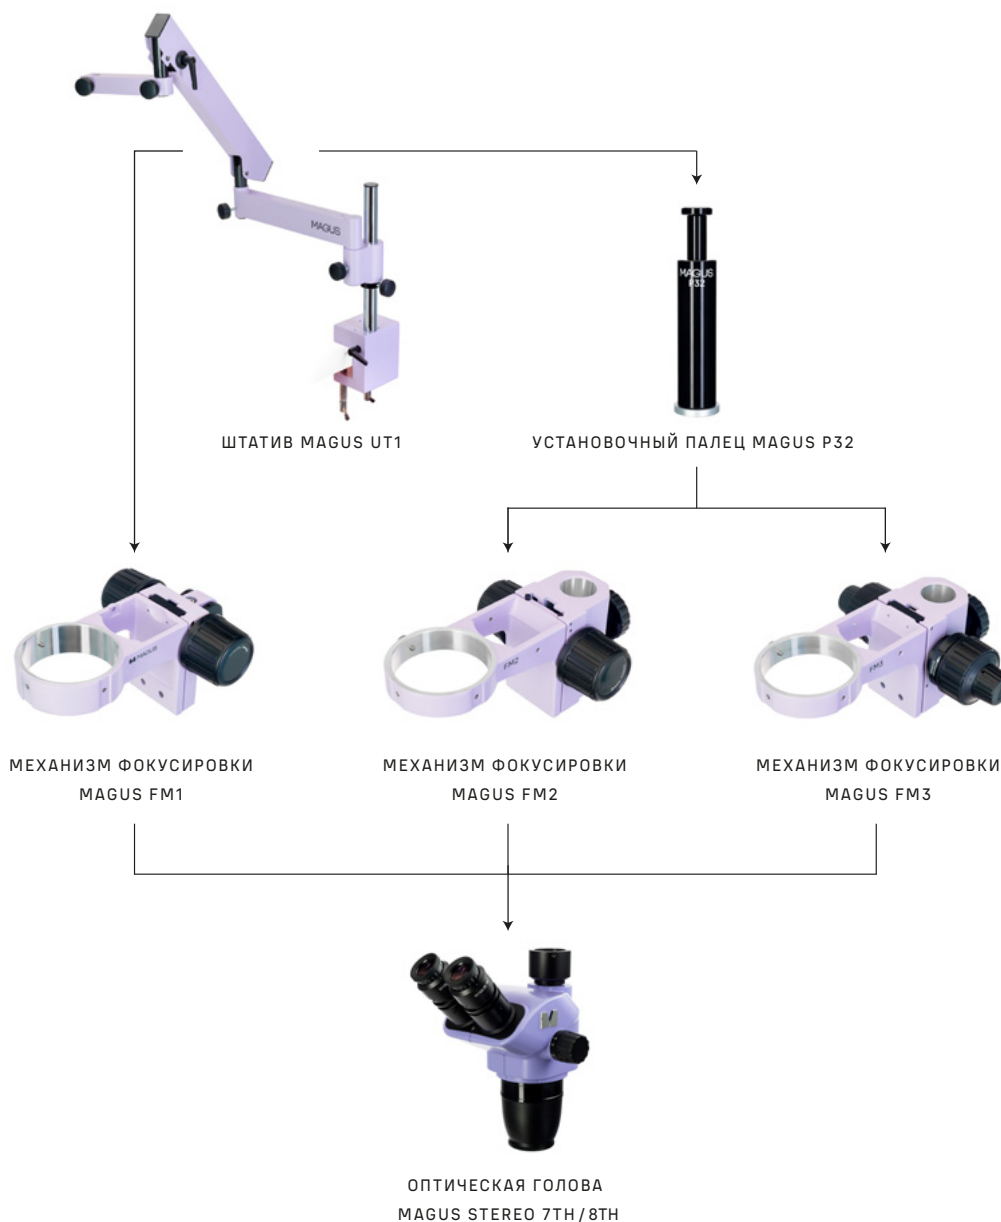 MAGUS
MAGUS
P32
ШТАТИВ MAGUS UT1
УСТАНОВОЧНЫЙ ПАЛЕЦ MAGUS P32
MAGUS
FM2
FM3
МЕХАНИЗМ ФОКУСИРОВКИ
MAGUS FM1
МЕХАНИЗМ ФОКУСИРОВКИ
MAGUS FM2
МЕХАНИЗМ ФОКУСИРОВКИ
MAGUS FM3
ОПТИЧЕСКАЯ ГОЛОВА
MAGUS STEREO 7TH/8TH